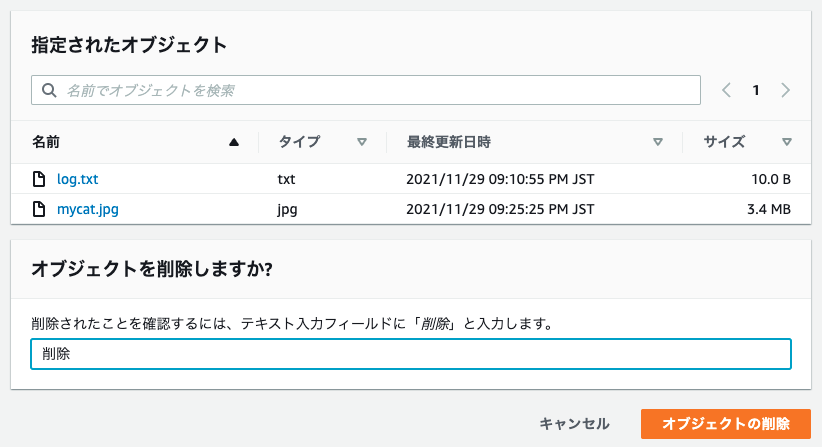 指定されたオブジェクト
名前でオブジェクトを検索
1
名前 タイプ 最終更新日時 サイズ
log.txt txt 2021/11/29 09:10:55 PM JST 10.0 B
mycat.jpg jpg 2021/11/29 09:25:25 PM JST 3.4 MB
オブジェクトを削除しますか?
削除されたことを確認するには、テキスト入力フィールドに「削除」と入力します。
削除
キャンセル オブジェクトの削除